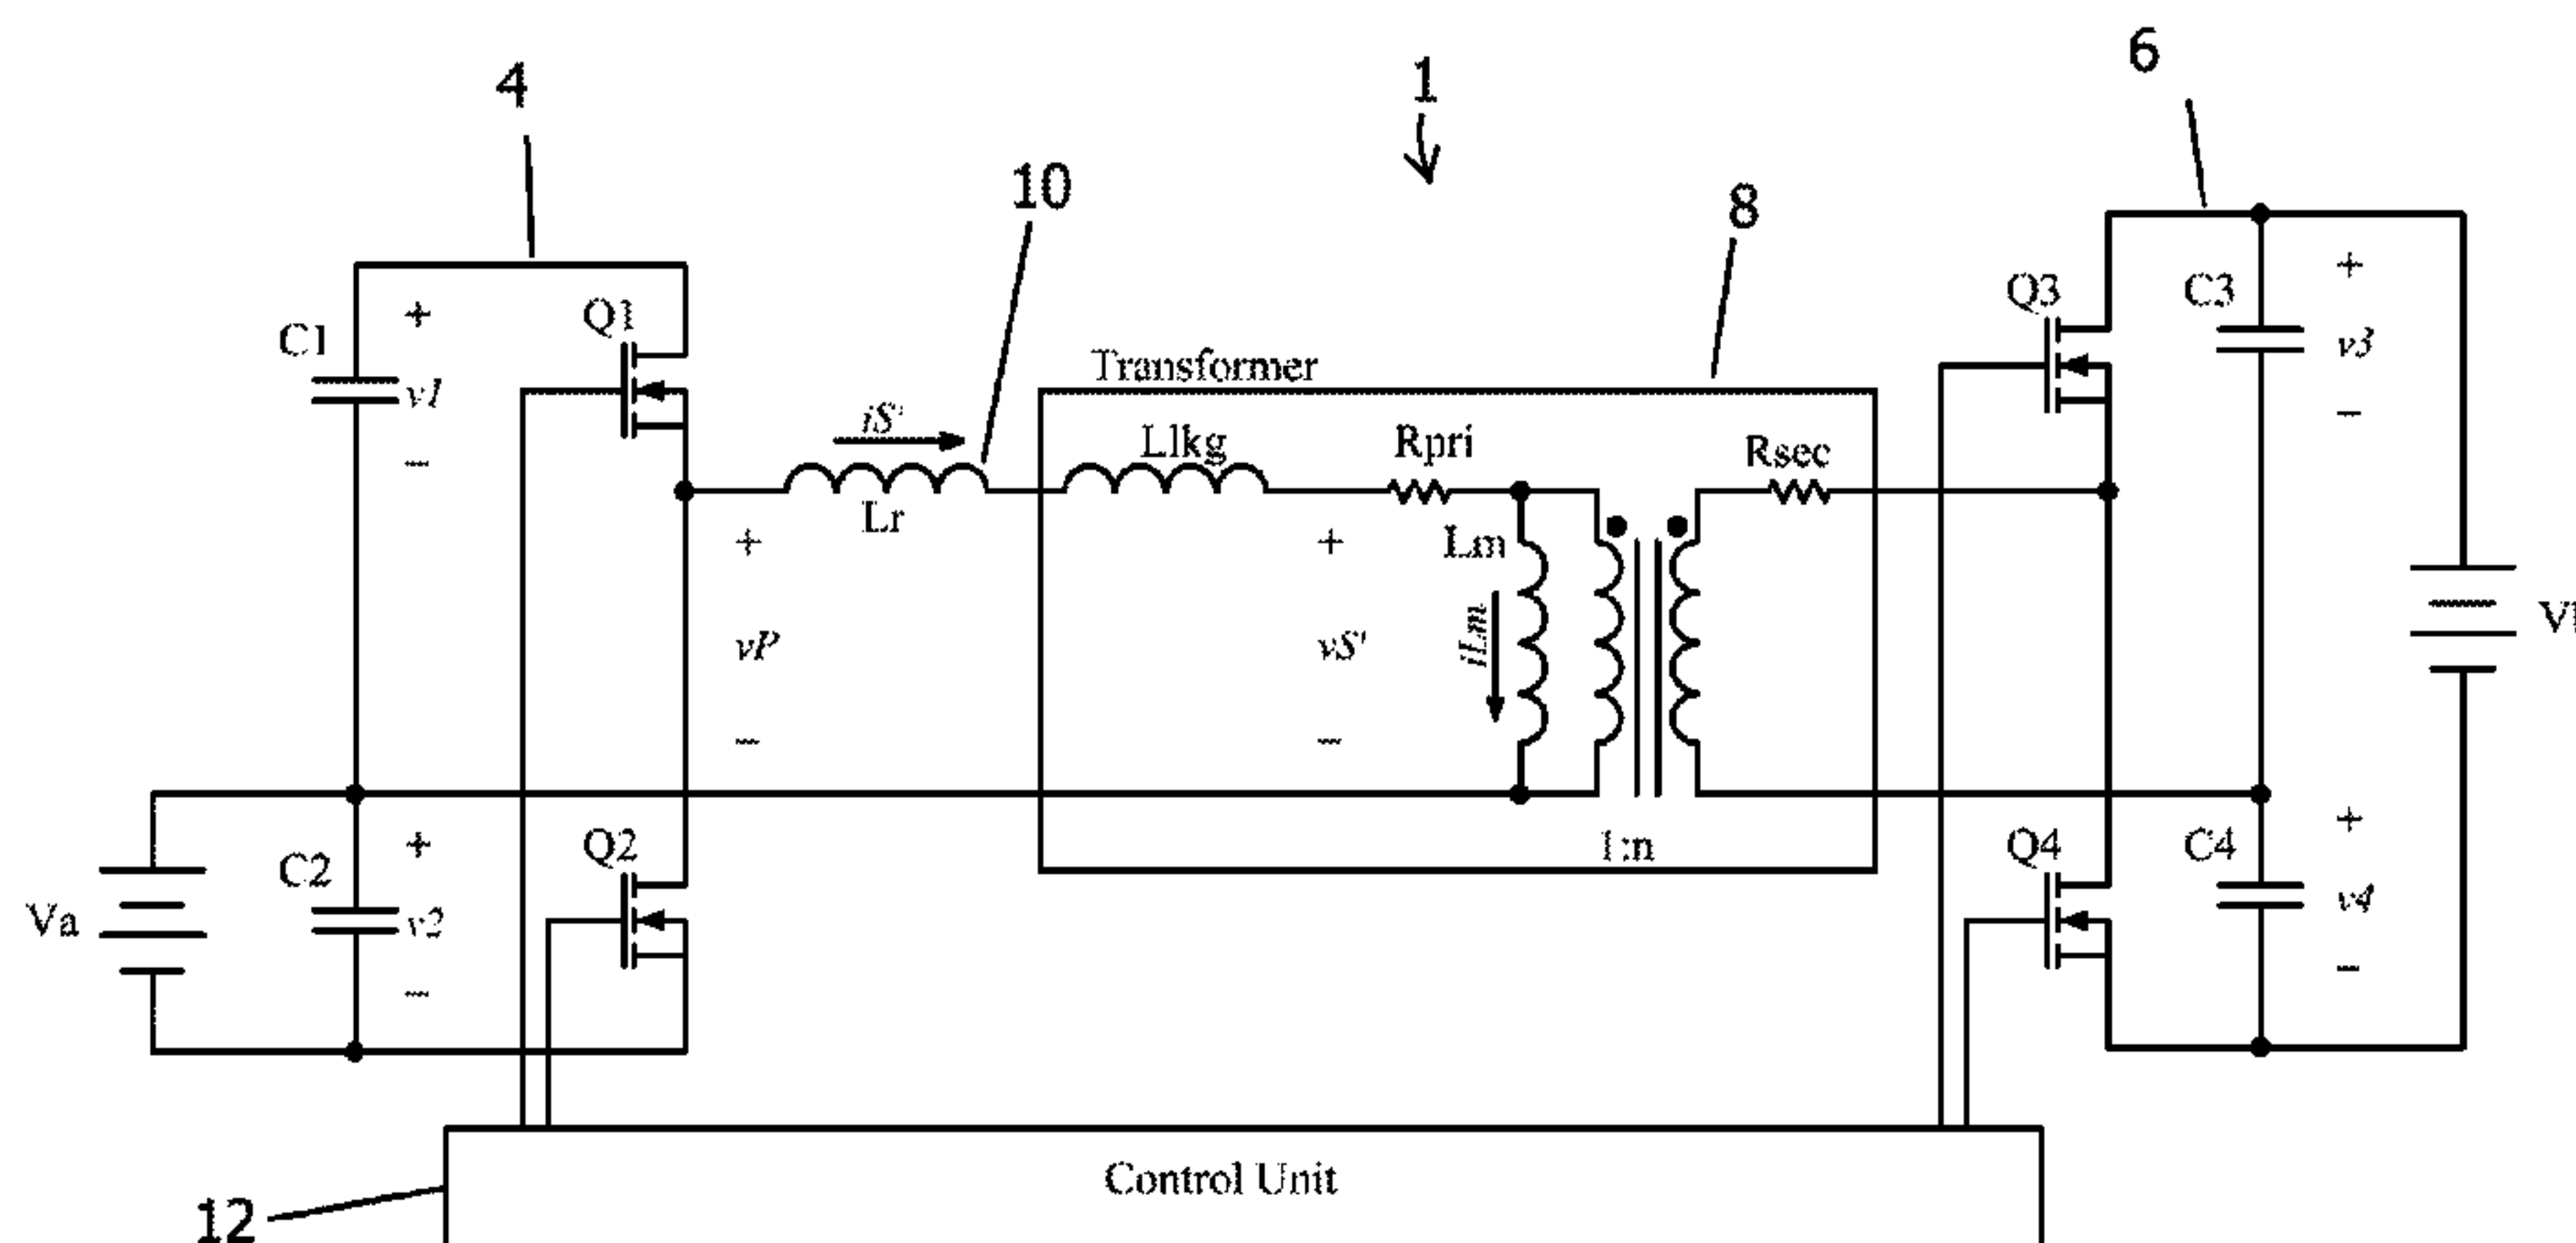 4
1
6
10
8
C1
+
v1
−
Q1
iS'
Lr
Transformer
Llkg
Rpri
Rsec
Q3
C3
+
v3
−
+
vP
−
+
vS'
−
Lm
iLm
1:n
Va
C2
+
v2
−
Q2
Q4
C4
+
v4
−
Control Unit
12